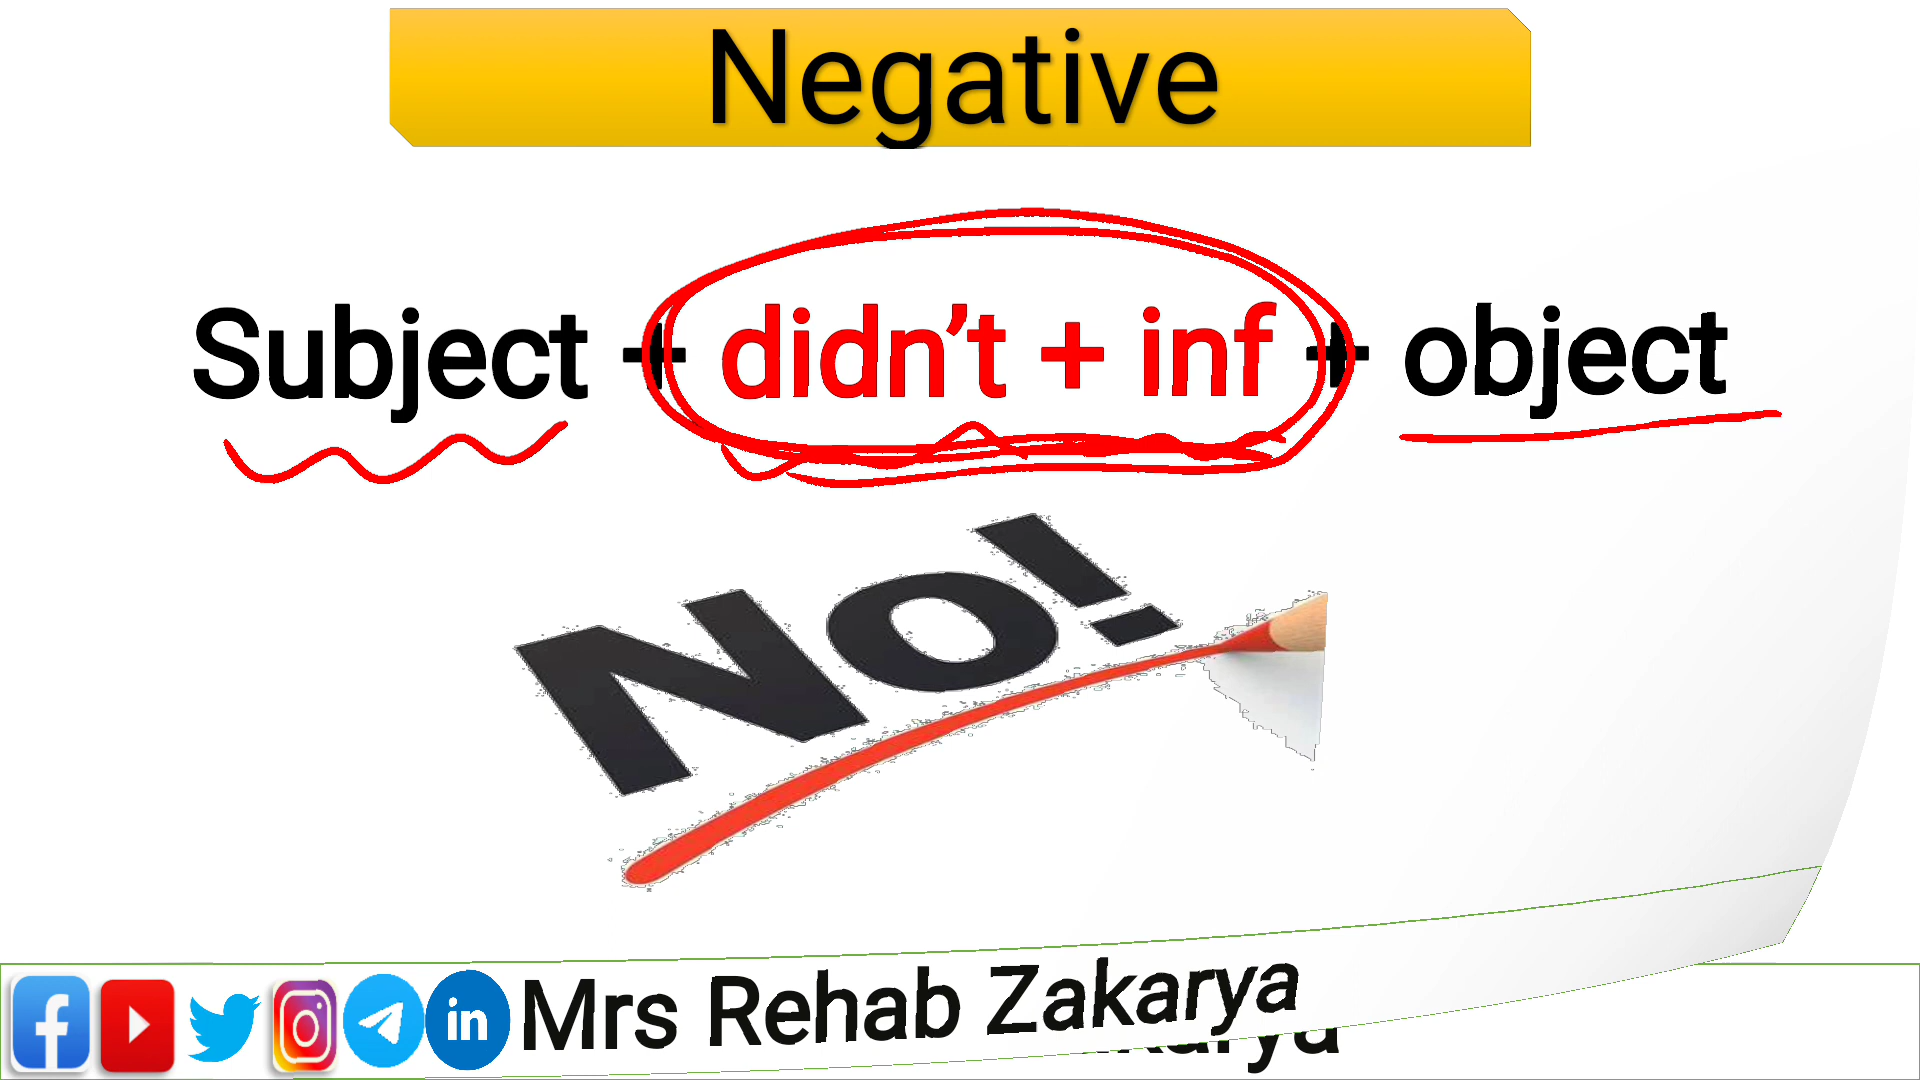 Negative
Subject + didn’t + inf + object
No!
Mrs Rehab Zakarya